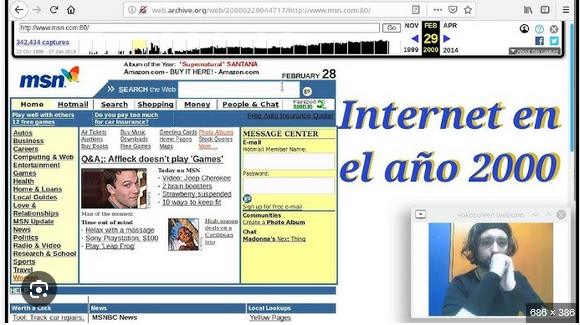 web.archive.org/web/20000229044717/http://www.msn.com:80/
http://www.msn.com:80/
Go
NOV FEB APR
342,434 captures
29
1999 2000 2014
About this capture
Album of the Year: "Supernatural" SANTANA
Amazon.com - BUY IT HERE! - Amazon.com
FEBRUARY 28
msn
SEARCH the Web
go
Home Hotmail Search Shopping Money People & Chat
Play well with others
12 free games
Do you pay too much
for car insurance?
Free Auto Insurance Quote!
Autos
Business
Careers
Computing & Web
Entertainment
Games
Health
Home & Loans
Local Guides
Love &
Relationships
MSN Update
News
Politics
Radio & Video
Research & School
Sports
Travel
Women
Air Tickets Buy Music Greeting Cards Photo Albums
Auctions Downloads Home Pages Stock Quotes
Buy Books Free Games Maps More...
Q&A;: Affleck doesn't play 'Games'
Man of the moment
Today on MSN
Video: Jeep Cherokee
2 brain boosters
Strawberry suspended
10 ways to keep fit
Time out of mind
Relax with a massage
Sony Playstation, $100
Play 'Leap Frog'
High season
deals on a
Caribbean
trip
MESSAGE CENTER
E-mail
Hotmail Member Name:
Password:
go
Sign up for free e-mail
Communities
Create a Photo Album
Chat
Madonna's Next Thing
Worth a Click
Tool: Track car repairs.
News
MSNBC News
Local Lookups
Yellow Pages
Internet en
el año 2000
vokoscreen webcam
686 × 386